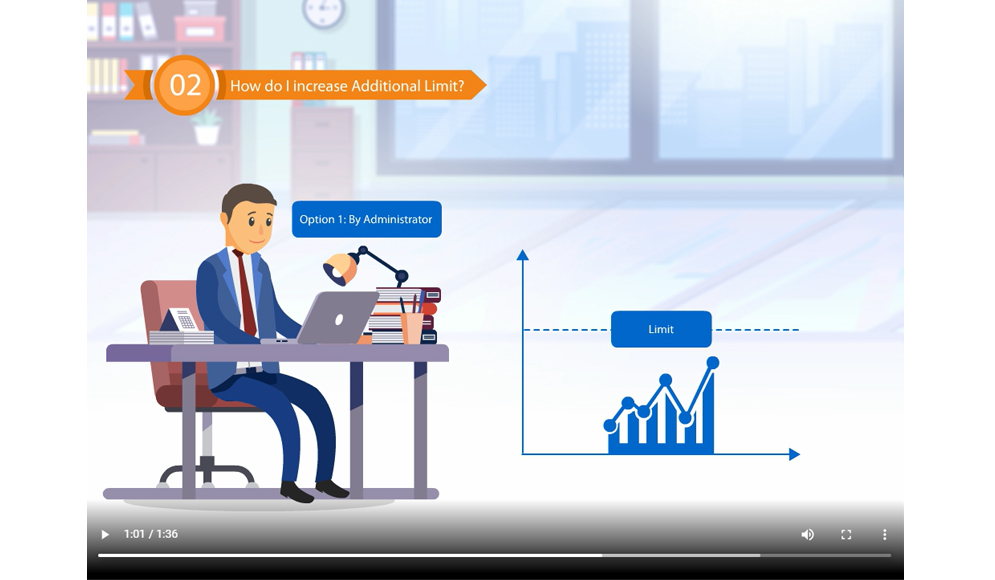 02
How do I increase Additional Limit?
Option 1: By Administrator
Limit
1:01 / 1:36